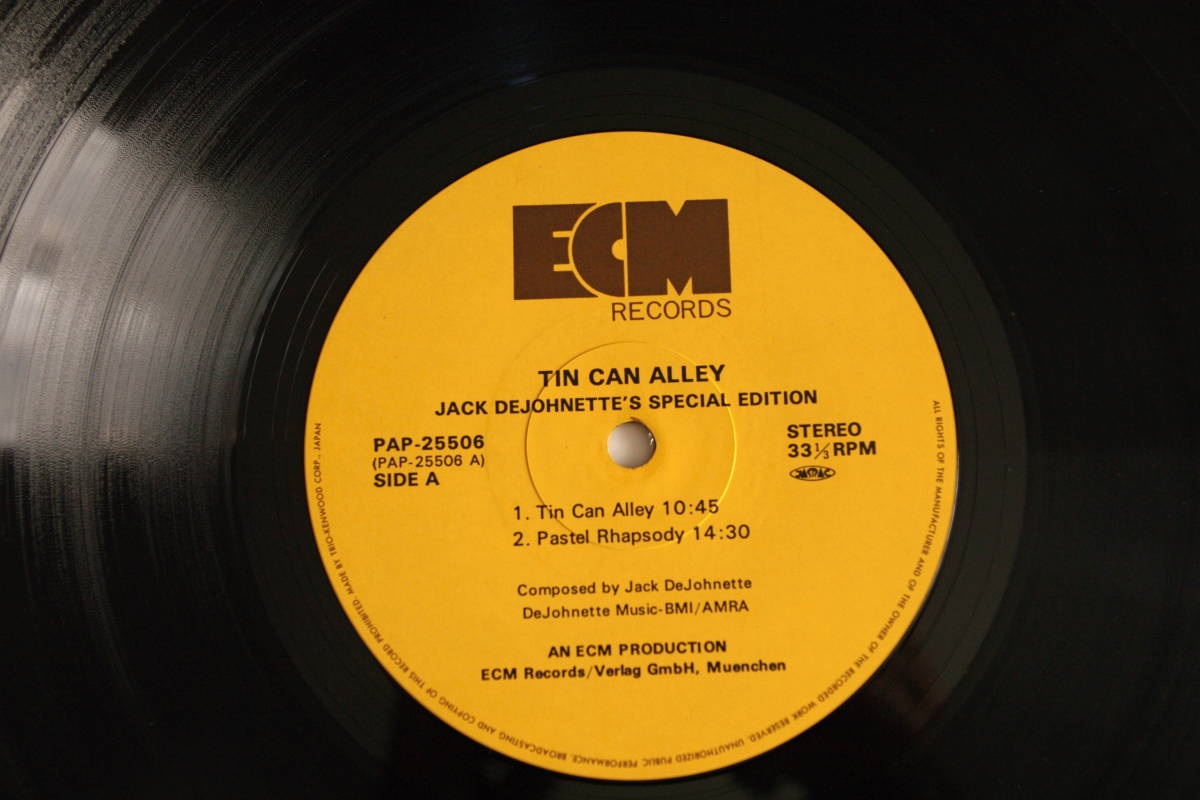 ECM
RECORDS
TIN CAN ALLEY
JACK DEJOHNETTE'S SPECIAL EDITION
PAP-25506
(PAP-25506 A)
SIDE A
STEREO
33 1/3 RPM
JASRAC
1. Tin Can Alley 10:45
2. Pastel Rhapsody 14:30
Composed by Jack DeJohnette
DeJohnette Music-BMI/AMRA
AN ECM PRODUCTION
ECM Records/Verlag GmbH, Muenchen
ALL RIGHTS OF THE MANUFACTURER AND OF THE OWNER OF THE RECORDED WORK RESERVED. UNAUTHORIZED PUBLIC PERFORMANCE, BROADCASTING AND COPYING OF THIS RECORD PROHIBITED. MADE BY TRIO-KENWOOD CORP., JAPAN